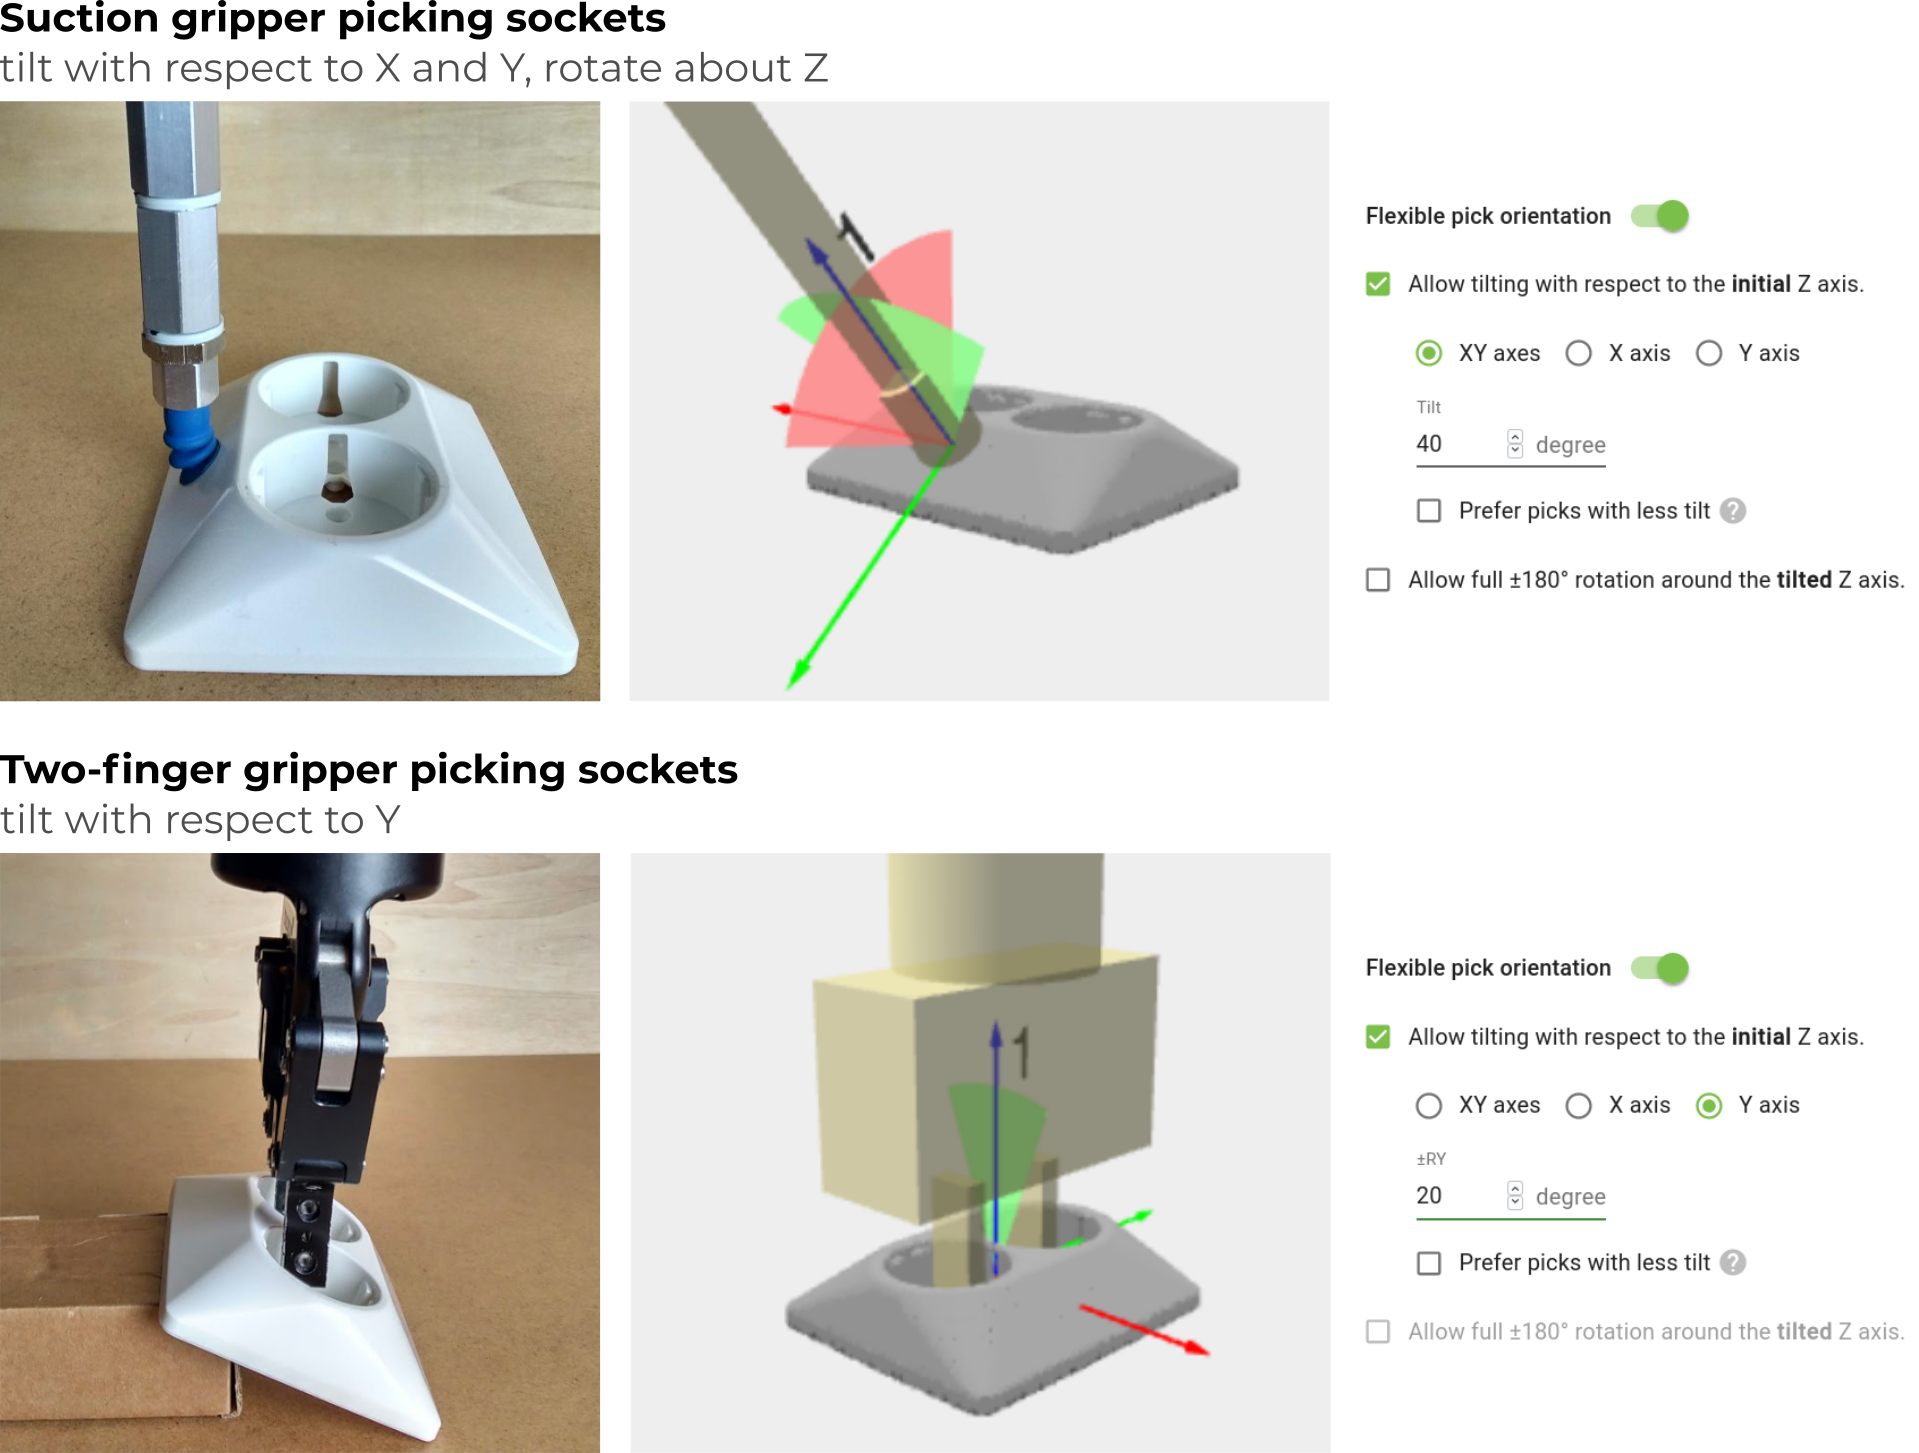 Suction gripper picking sockets
tilt with respect to X and Y, rotate about Z
1
Flexible pick orientation
Allow tilting with respect to the initial Z axis.
XY axes X axis Y axis
Tilt
40 degree
Prefer picks with less tilt ?
Allow full ±180° rotation around the tilted Z axis.
Two-finger gripper picking sockets
tilt with respect to Y
1
Flexible pick orientation
Allow tilting with respect to the initial Z axis.
XY axes X axis Y axis
±RY
20 degree
Prefer picks with less tilt ?
Allow full ±180° rotation around the tilted Z axis.